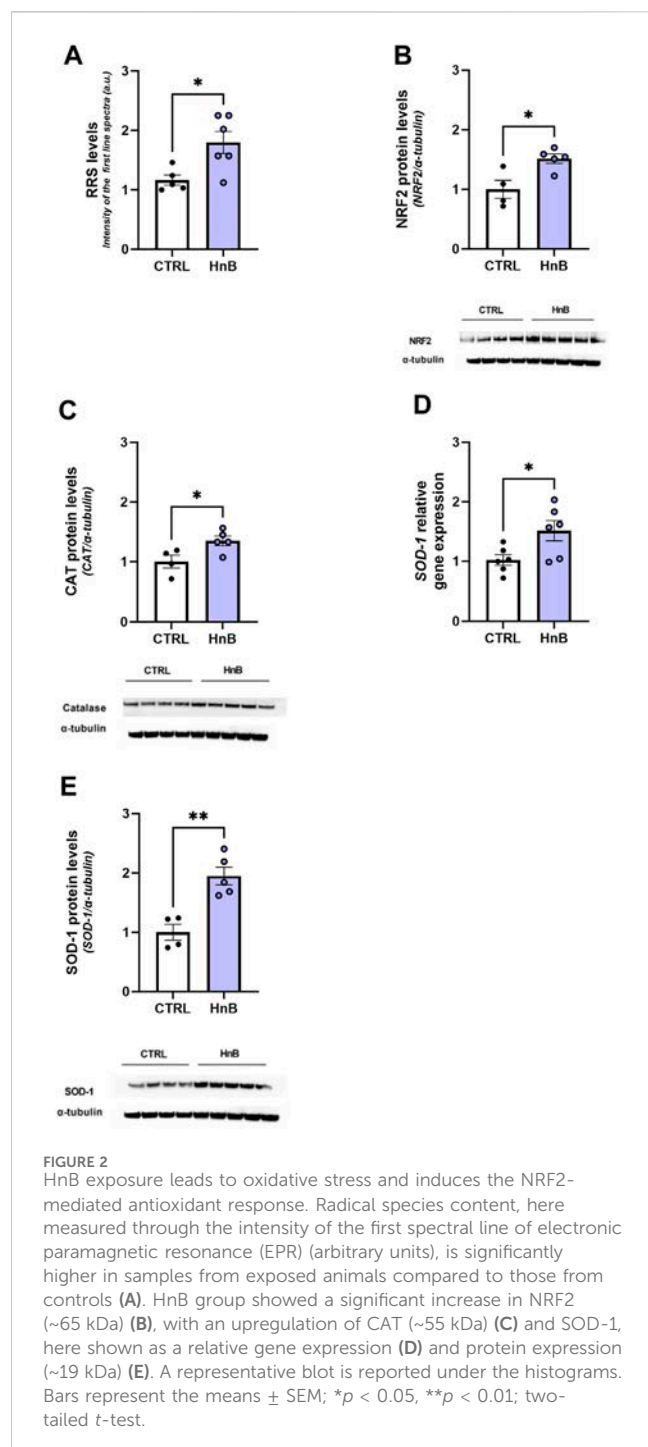 A
RRS levels
Intensity of the first line spectra (a.u.)
3
2
1
0
*
CTRL HnB
B
NRF2 protein levels
(NRF2/α-tubulin)
3
2
1
0
*
CTRL HnB
CTRL HnB
NRF2
α-tubulin
C
CAT protein levels
(CAT/α-tubulin)
3
2
1
0
*
CTRL HnB
CTRL HnB
Catalase
α-tubulin
D
SOD-1 relative
gene expression
3
2
1
0
*
CTRL HnB
E
SOD-1 protein levels
(SOD-1/α-tubulin)
3
2
1
0
**
CTRL HnB
CTRL HnB
SOD-1
α-tubulin
FIGURE 2
HnB exposure leads to oxidative stress and induces the NRF2-
mediated antioxidant response. Radical species content, here
measured through the intensity of the first spectral line of electronic
paramagnetic resonance (EPR) (arbitrary units), is significantly
higher in samples from exposed animals compared to those from
controls (A). HnB group showed a significant increase in NRF2
(~65 kDa) (B), with an upregulation of CAT (~55 kDa) (C) and SOD-1,
here shown as a relative gene expression (D) and protein expression
(~19 kDa) (E). A representative blot is reported under the histograms.
Bars represent the means ± SEM; *p < 0.05, **p < 0.01; two-
tailed t-test.